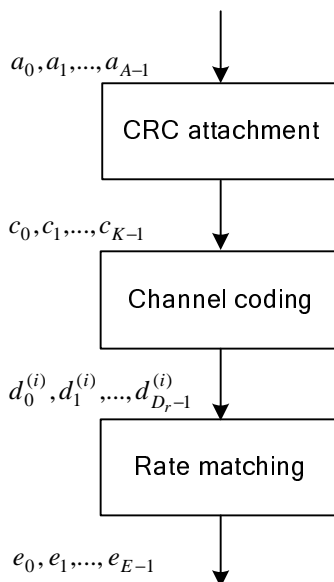 a_0, a_1,..., a_{A-1}
CRC attachment
c_0, c_1,..., c_{K-1}
Channel coding
d_0^{(i)}, d_1^{(i)},..., d_{D_r-1}^{(i)}
Rate matching
e_0, e_1,..., e_{E-1}